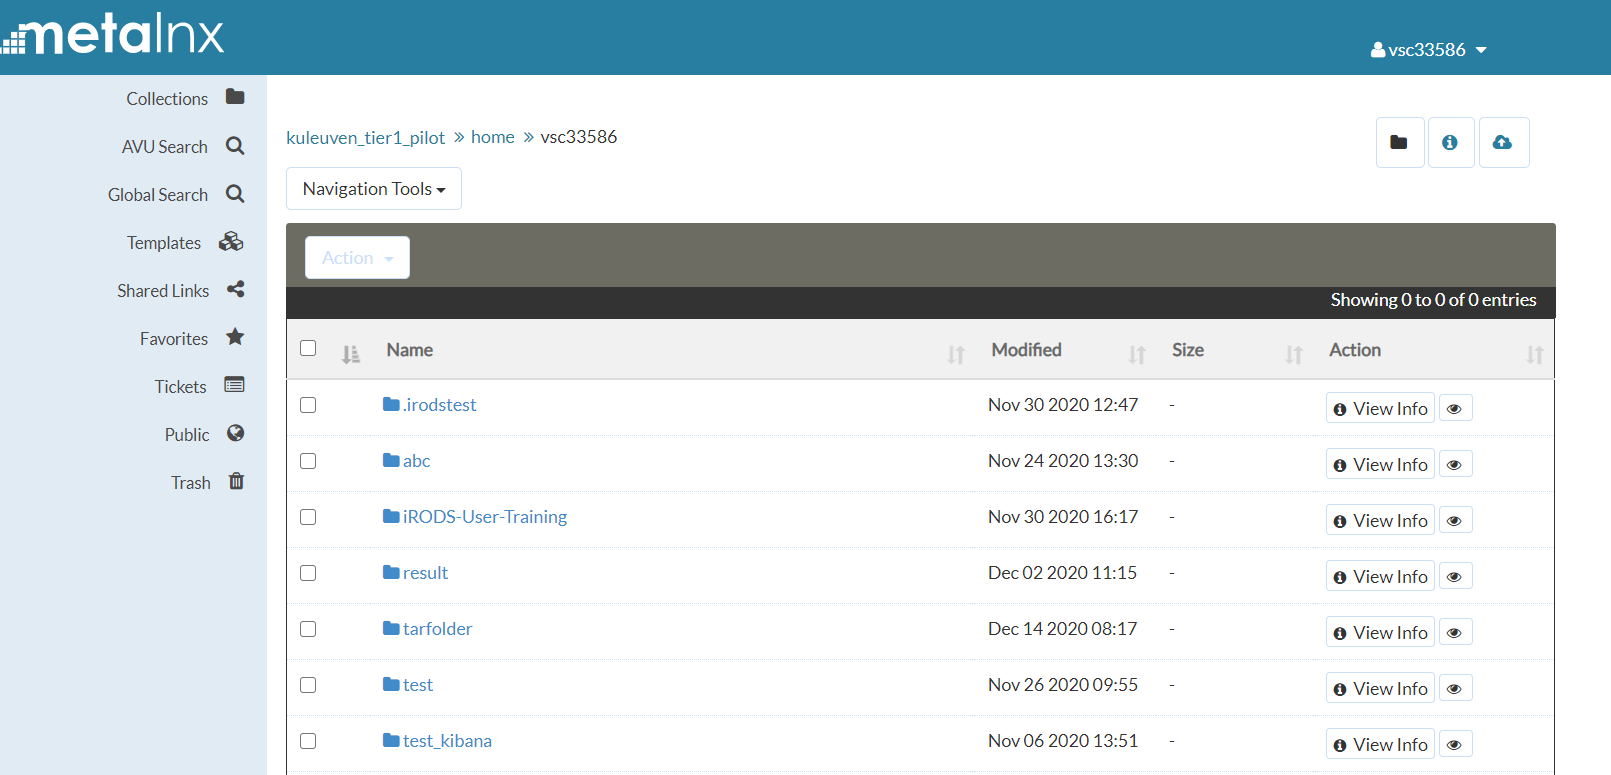 metalnx
vsc33586
Collections
AVU Search
Global Search
Templates
Shared Links
Favorites
Tickets
Public
Trash
kuleuven_tier1_pilot » home » vsc33586
Navigation Tools
Action
Showing 0 to 0 of 0 entries
Name Modified Size Action
.irodstest Nov 30 2020 12:47 - View Info
abc Nov 24 2020 13:30 - View Info
iRODS-User-Training Nov 30 2020 16:17 - View Info
result Dec 02 2020 11:15 - View Info
tarfolder Dec 14 2020 08:17 - View Info
test Nov 26 2020 09:55 - View Info
test_kibana Nov 06 2020 13:51 - View Info